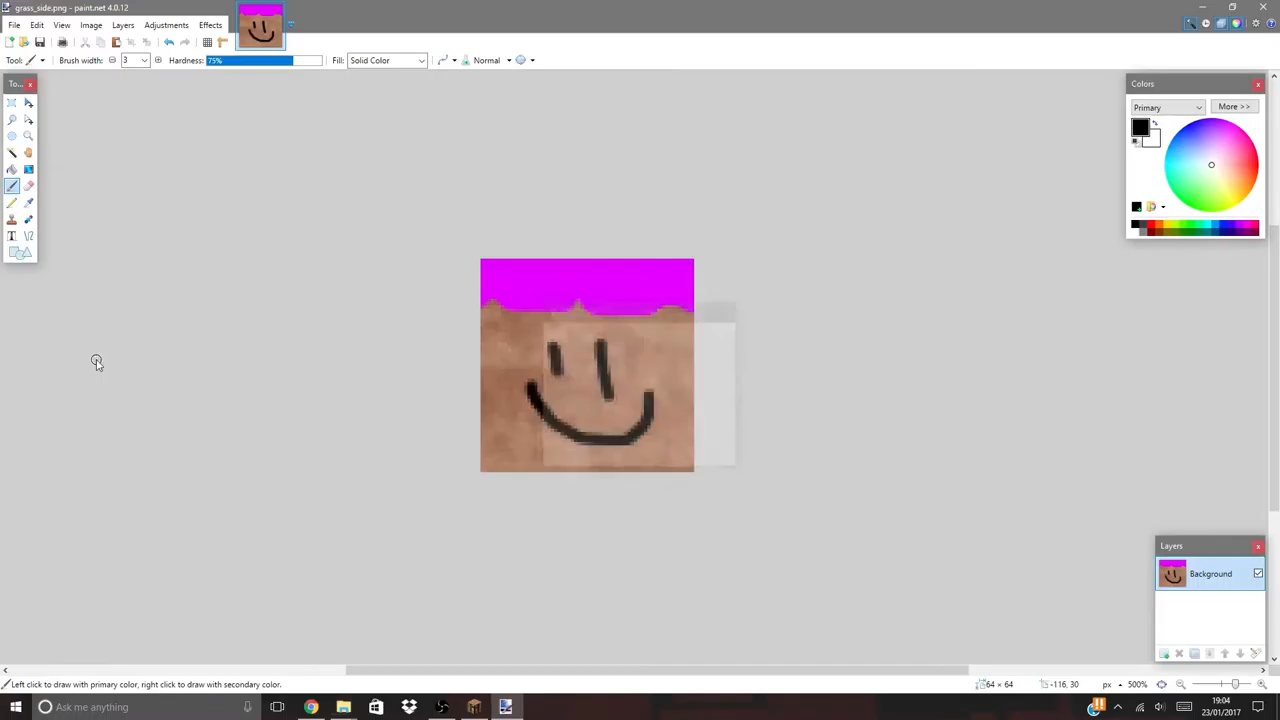 grass_side.png - paint.net 4.0.12
File Edit View Image Layers Adjustments Effects
Tool: Brush width: 3 Hardness: 75% Fill: Solid Color Normal
To...
Colors
Primary More >>
Layers
Background
Left click to draw with primary color, right click to draw with secondary color.
64 × 64 -116, 30 px 500%
Ask me anything
19:04
23/01/2017